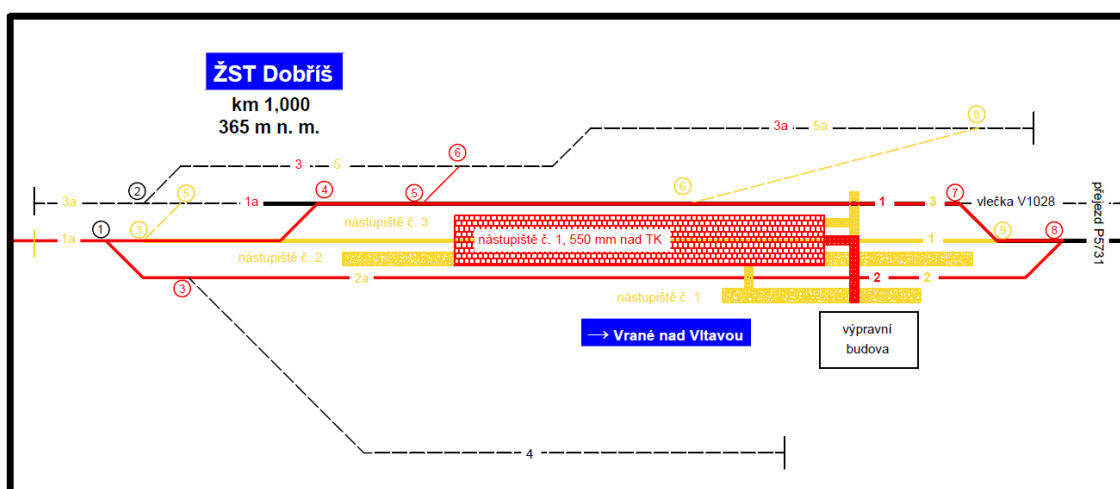 ŽST Dobříš
km 1,000
365 m n. m.
8
3a
5a
6
3
5
2
5
4
5
6
7
3a
1a
1
3
vlečka V1028
přejezd P5731
nástupiště č. 3
1
3
1a
nástupiště č. 1, 550 mm nad TK
1
9
8
nástupiště č. 2
3
2a
2
2
nástupiště č. 1
→ Vrané nad Vltavou
výpravní
budova
4